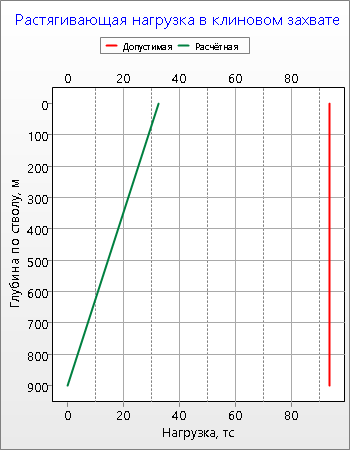 Растягивающая нагрузка в клиновом захвате
Допустимая Расчётная
0 20 40 60 80
0
100
200
300
400
500
600
700
800
900
Глубина по стволу, м
0 20 40 60 80
Нагрузка, тс